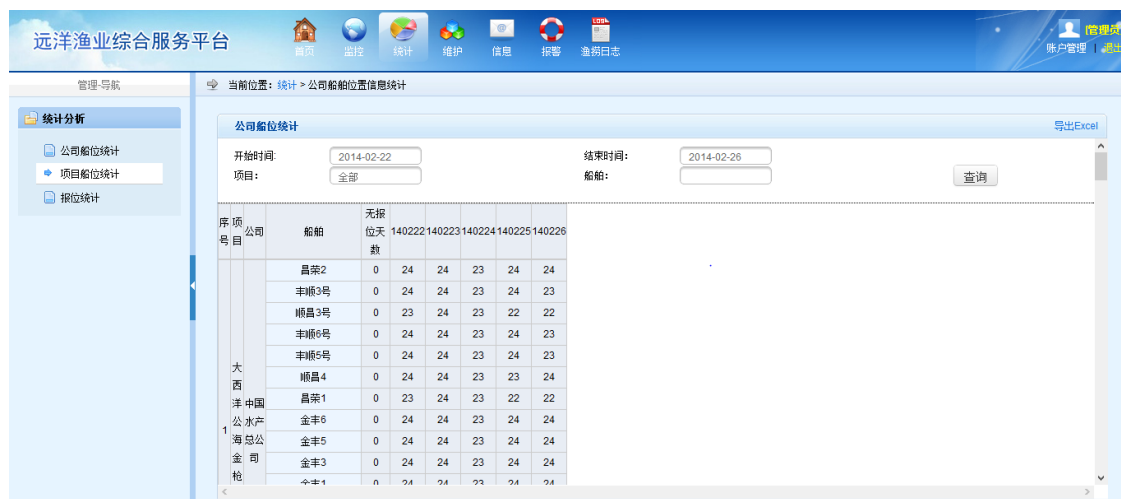 远洋渔业综合服务平台
首页 监控 统计 维护 信息 报警 渔捞日志
[管理员
账户管理 | 退出
管理-导航
当前位置：统计 > 公司船舶位置信息统计
统计分析
公司船位统计
项目船位统计
报位统计
公司船位统计 导出Excel
开始时间: 2014-02-22 结束时间： 2014-02-26
项目： 全部 船舶： 查询
序号 项目 公司 船舶 无报位天数 140222 140223 140224 140225 140226
1 大西洋公海金枪 中国水产总公司
昌荣2 0 24 24 23 24 24
丰顺3号 0 24 24 23 24 23
顺昌3号 0 23 24 23 22 22
丰顺6号 0 24 24 23 24 23
丰顺5号 0 24 24 23 24 23
顺昌4 0 24 24 23 23 24
昌荣1 0 23 24 23 22 22
金丰6 0 24 24 23 24 24
金丰5 0 24 24 23 24 24
金丰3 0 24 24 23 24 24
金丰1 0 24 24 23 24 24